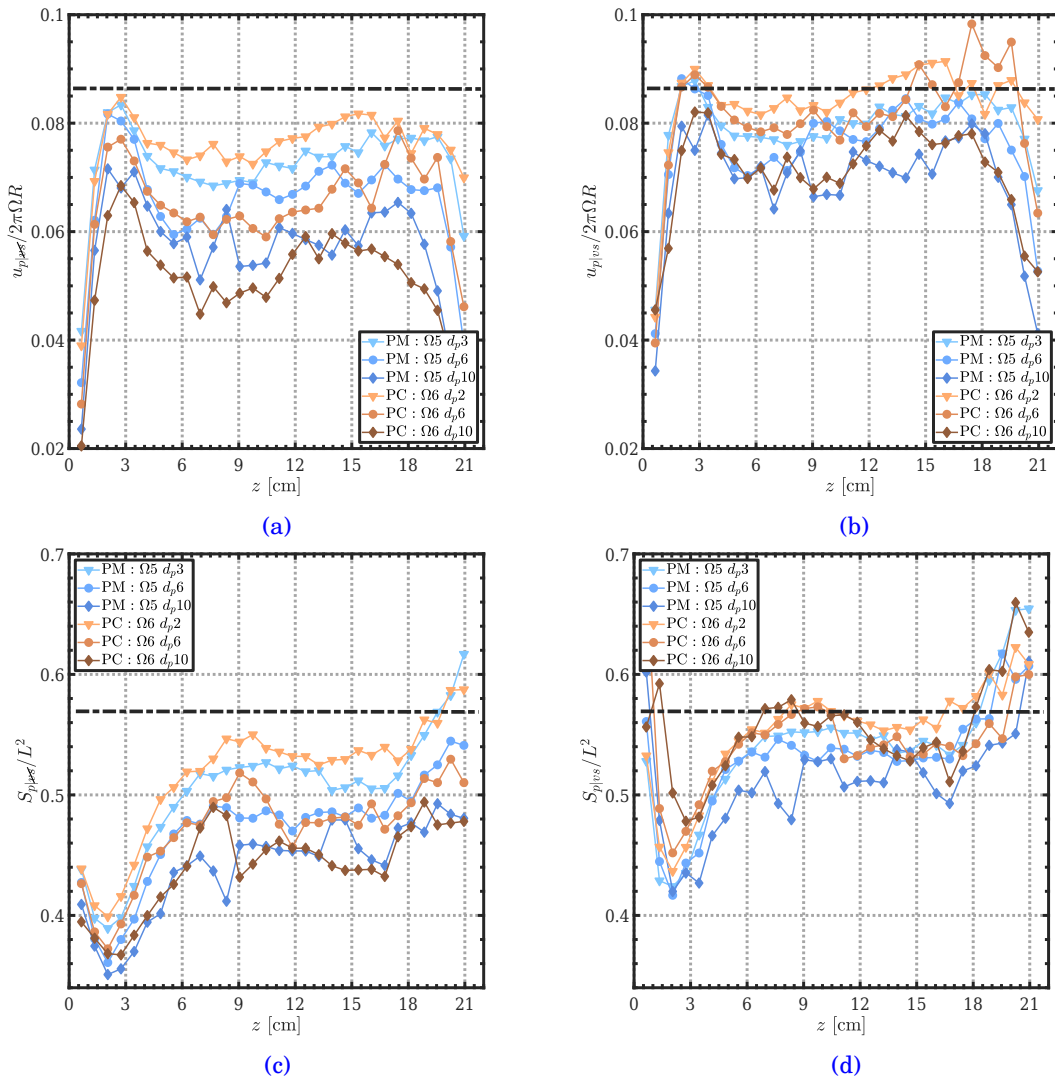 0.1
0.08
0.06
0.04
0.02
u_{p|vs}/2πΩR
PM : Ω5 d_p3
PM : Ω5 d_p6
PM : Ω5 d_p10
PC : Ω6 d_p2
PC : Ω6 d_p6
PC : Ω6 d_p10
0 3 6 9 12 15 18 21
z [cm]
(a)
0.1
0.08
0.06
0.04
0.02
u_{p|vs}/2πΩR
PM : Ω5 d_p3
PM : Ω5 d_p6
PM : Ω5 d_p10
PC : Ω6 d_p2
PC : Ω6 d_p6
PC : Ω6 d_p10
0 3 6 9 12 15 18 21
z [cm]
(b)
0.7
0.6
0.5
0.4
S_{p|vs}/L²
PM : Ω5 d_p3
PM : Ω5 d_p6
PM : Ω5 d_p10
PC : Ω6 d_p2
PC : Ω6 d_p6
PC : Ω6 d_p10
0 3 6 9 12 15 18 21
z [cm]
(c)
0.7
0.6
0.5
0.4
S_{p|vs}/L²
PM : Ω5 d_p3
PM : Ω5 d_p6
PM : Ω5 d_p10
PC : Ω6 d_p2
PC : Ω6 d_p6
PC : Ω6 d_p10
0 3 6 9 12 15 18 21
z [cm]
(d)